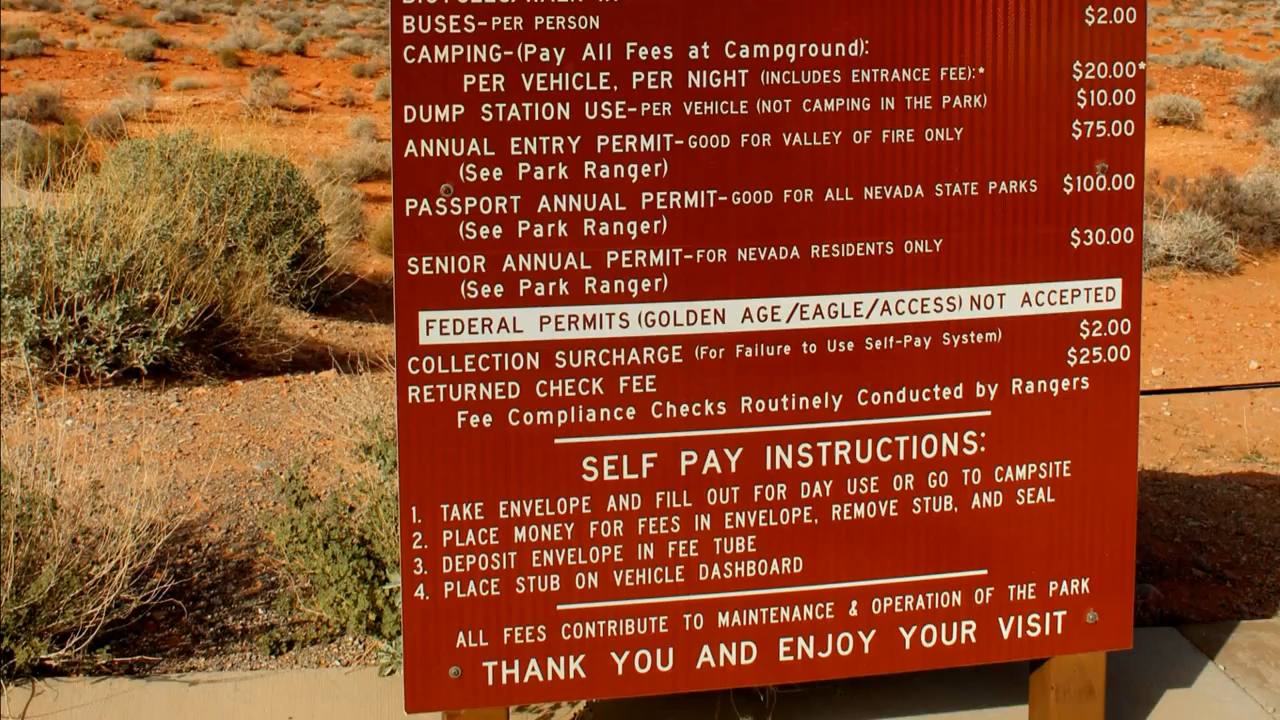 BUSES-PER PERSON $2.00
CAMPING-(Pay All Fees at Campground):
PER VEHICLE, PER NIGHT (INCLUDES ENTRANCE FEE):* $20.00*
DUMP STATION USE-PER VEHICLE (NOT CAMPING IN THE PARK) $10.00
ANNUAL ENTRY PERMIT-GOOD FOR VALLEY OF FIRE ONLY $75.00
(See Park Ranger)
PASSPORT ANNUAL PERMIT-GOOD FOR ALL NEVADA STATE PARKS $100.00
(See Park Ranger)
SENIOR ANNUAL PERMIT-FOR NEVADA RESIDENTS ONLY $30.00
(See Park Ranger)
FEDERAL PERMITS (GOLDEN AGE/EAGLE/ACCESS) NOT ACCEPTED
COLLECTION SURCHARGE (For Failure to Use Self-Pay System) $2.00
RETURNED CHECK FEE $25.00
Fee Compliance Checks Routinely Conducted by Rangers
SELF PAY INSTRUCTIONS:
1. TAKE ENVELOPE AND FILL OUT FOR DAY USE OR GO TO CAMPSITE
2. PLACE MONEY FOR FEES IN ENVELOPE, REMOVE STUB, AND SEAL
3. DEPOSIT ENVELOPE IN FEE TUBE
4. PLACE STUB ON VEHICLE DASHBOARD
ALL FEES CONTRIBUTE TO MAINTENANCE & OPERATION OF THE PARK
THANK YOU AND ENJOY YOUR VISIT